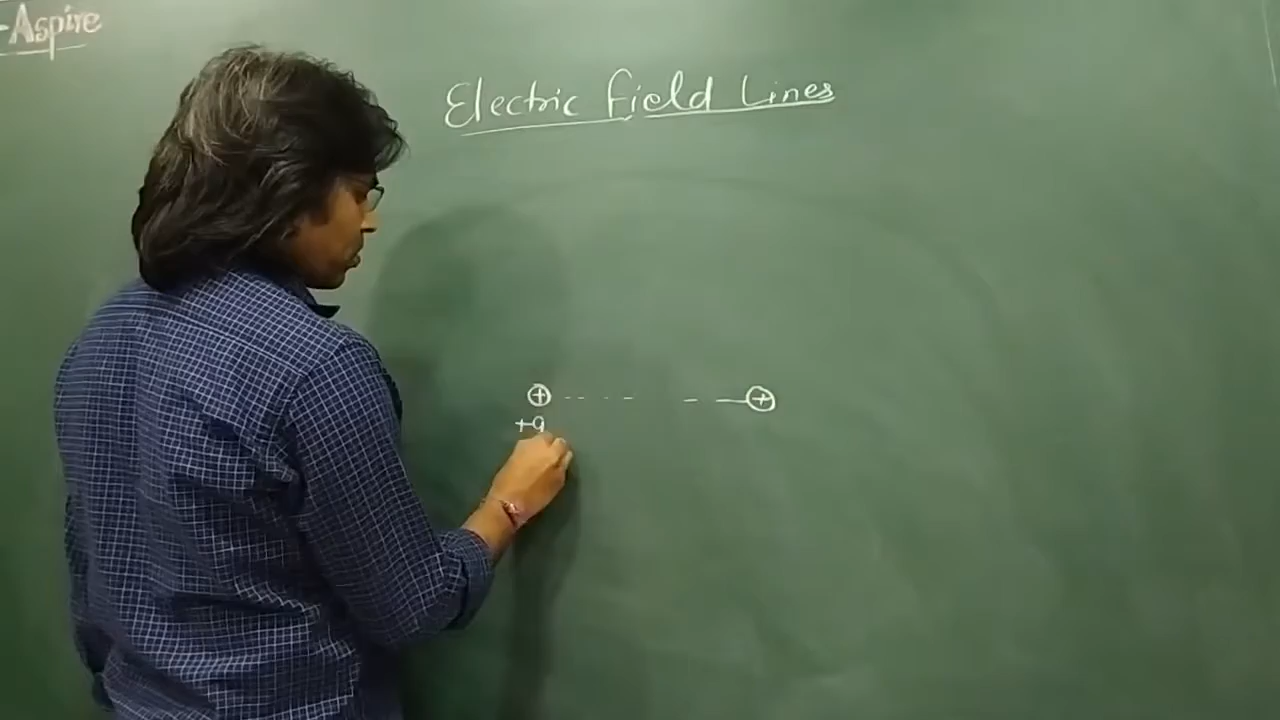 -Aspire
Electric Field Lines
+ +
+q